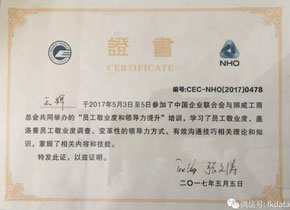 證書
CERTIFICATE
NHO
编号:CEC-NHO[2017]0478
于2017年5月3日至5日参加了中国企业联合会与挪威工商
总会共同举办的“员工敬业度和领导力提升”培训，学习了员工敬业度、盖
洛普员工敬业度调查、变革性的领导力方式、有效沟通技巧相关理论和知
识，掌握了相关内容和技能。
特发此证，以兹证明。
二〇一七年五月五日
微信号: fkdata